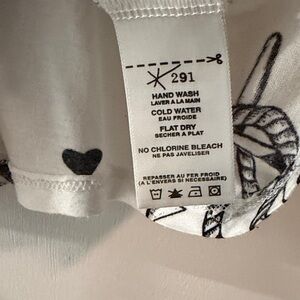 291
HAND WASH
LAVER A LA MAIN
COLD WATER
EAU FROIDE
FLAT DRY
SECHER A PLAT
NO CHLORINE BLEACH
NE PAS JAVELISER
REPASSER AU FER FROID
(A L'ENVERS SI NECESSAIRE)